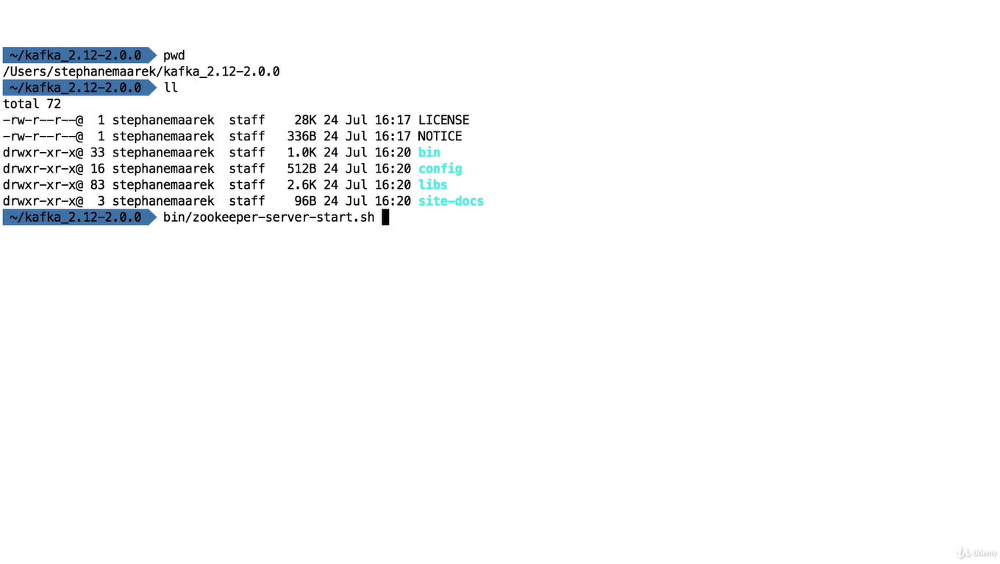 ~/kafka_2.12-2.0.0 pwd
/Users/stephanemaarek/kafka_2.12-2.0.0
~/kafka_2.12-2.0.0 ll
total 72
-rw-r--r--@  1 stephanemaarek  staff    28K 24 Jul 16:17 LICENSE
-rw-r--r--@  1 stephanemaarek  staff   336B 24 Jul 16:17 NOTICE
drwxr-xr-x@ 33 stephanemaarek  staff   1.0K 24 Jul 16:20 bin
drwxr-xr-x@ 16 stephanemaarek  staff   512B 24 Jul 16:20 config
drwxr-xr-x@ 83 stephanemaarek  staff   2.6K 24 Jul 16:20 libs
drwxr-xr-x@  3 stephanemaarek  staff    96B 24 Jul 16:20 site-docs
~/kafka_2.12-2.0.0 bin/zookeeper-server-start.sh
Udemy